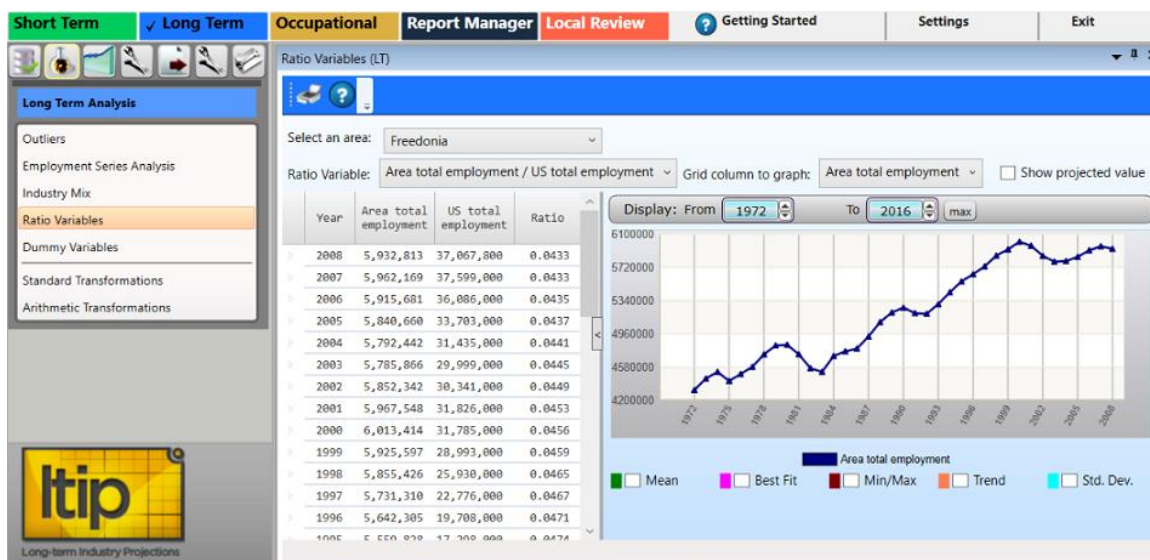 Short Term ✓ Long Term Occupational Report Manager Local Review ? Getting Started Settings Exit
Ratio Variables (LT)
Long Term Analysis
Outliers
Employment Series Analysis
Industry Mix
Ratio Variables
Dummy Variables
Standard Transformations
Arithmetic Transformations
ltip
Long-term Industry Projections
?
Select an area: Freedonia
Ratio Variable: Area total employment / US total employment Grid column to graph: Area total employment Show projected value
Year Area total employment US total employment Ratio
2008 5,932,813 37,067,800 0.0433
2007 5,962,169 37,599,000 0.0433
2006 5,915,681 36,086,000 0.0435
2005 5,840,660 33,703,000 0.0437
2004 5,792,442 31,435,000 0.0441
2003 5,785,866 29,999,000 0.0445
2002 5,852,342 30,341,000 0.0449
2001 5,967,548 31,826,000 0.0453
2000 6,013,414 31,785,000 0.0456
1999 5,925,597 28,993,000 0.0459
1998 5,855,426 25,930,000 0.0465
1997 5,731,310 22,776,000 0.0467
1996 5,642,305 19,708,000 0.0471
<
Display: From 1972 To 2016 max
6100000
5720000
5340000
4960000
4580000
4200000
1972 1975 1978 1981 1984 1987 1990 1993 1996 1999 2002 2005 2008
Area total employment
Mean Best Fit Min/Max Trend Std. Dev.